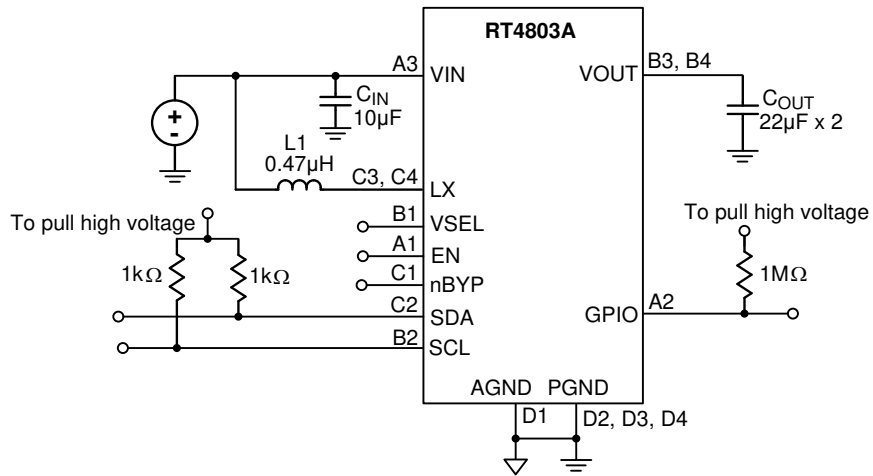 RT4803A
A3
VIN
B3, B4
VOUT
CIN
10µF
COUT
22µF x 2
+
-
L1
0.47µH
C3, C4
LX
To pull high voltage
B1
VSEL
To pull high voltage
A1
EN
1kΩ
1kΩ
C1
nBYP
1MΩ
C2
SDA
GPIO
A2
B2
SCL
AGND
PGND
D1
D2, D3, D4